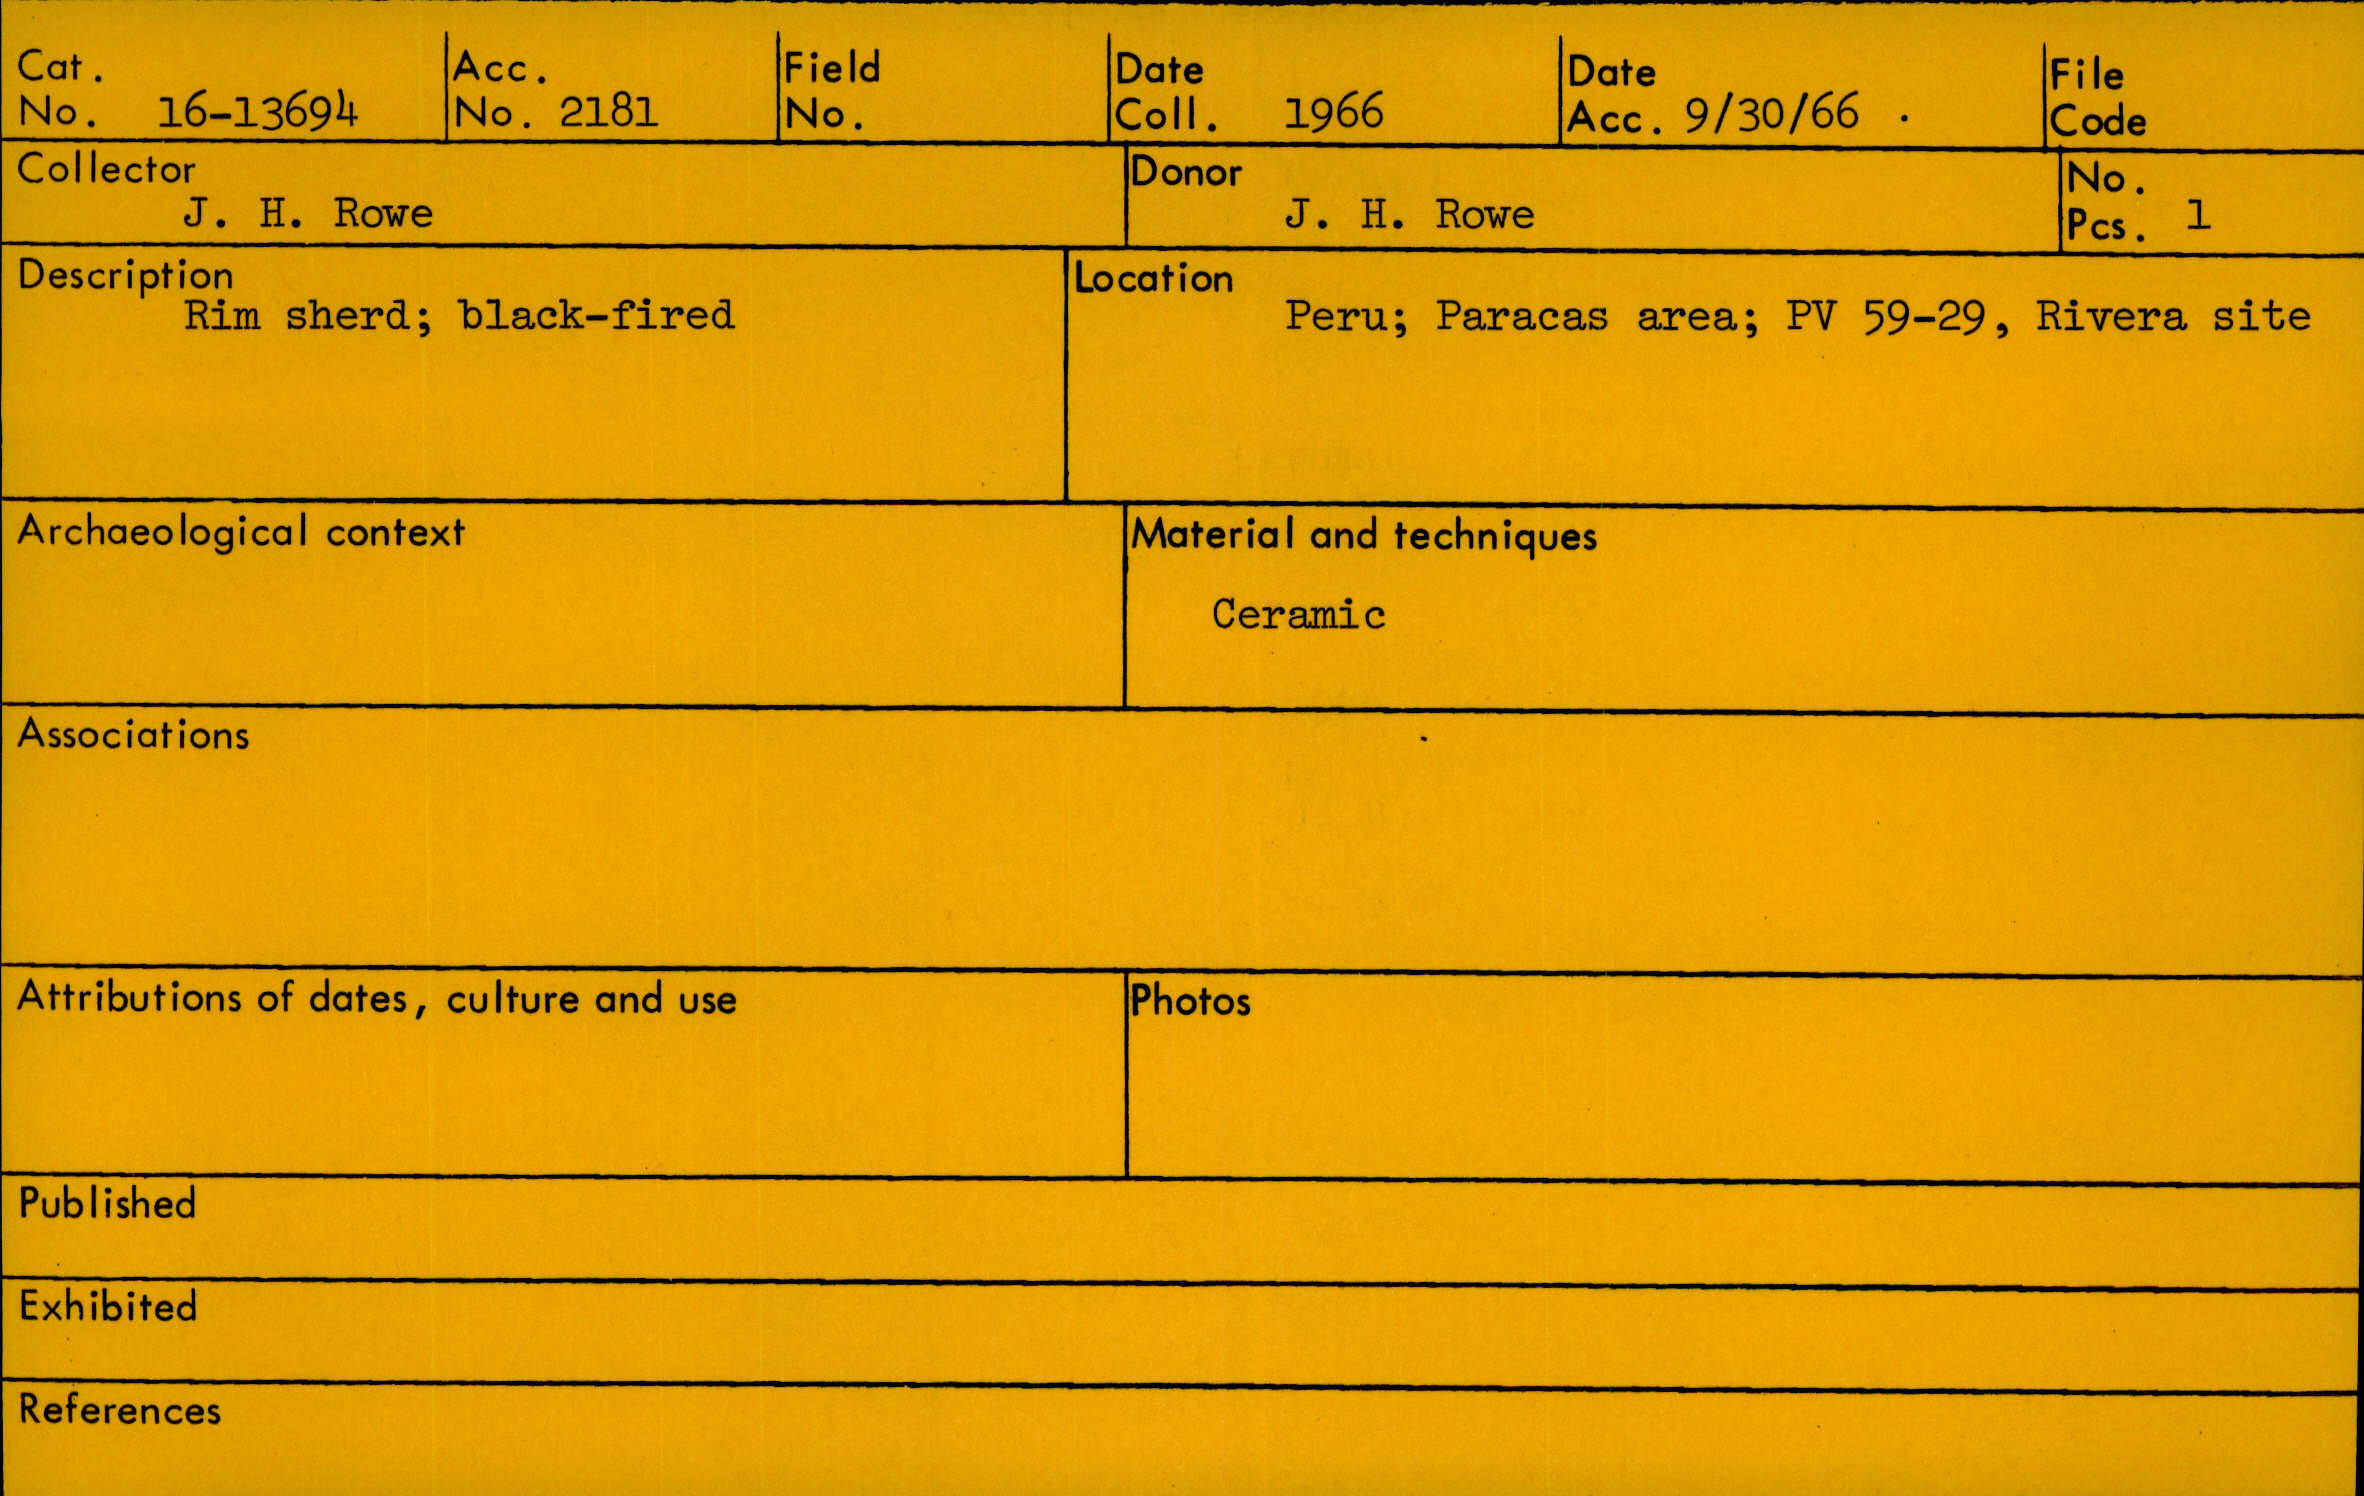 Cat. No. 16-13694
Acc. No. 2181
Field No.
Date Coll. 1966
Date Acc. 9/30/66 .
File Code
Collector
J. H. Rowe
Donor
J. H. Rowe
No. Pcs. 1
Description
Rim sherd; black-fired
Location
Peru; Paracas area; PV 59-29, Rivera site
Archaeological context
Material and techniques
Ceramic
Associations
Attributions of dates, culture and use
Photos
Published
Exhibited
References